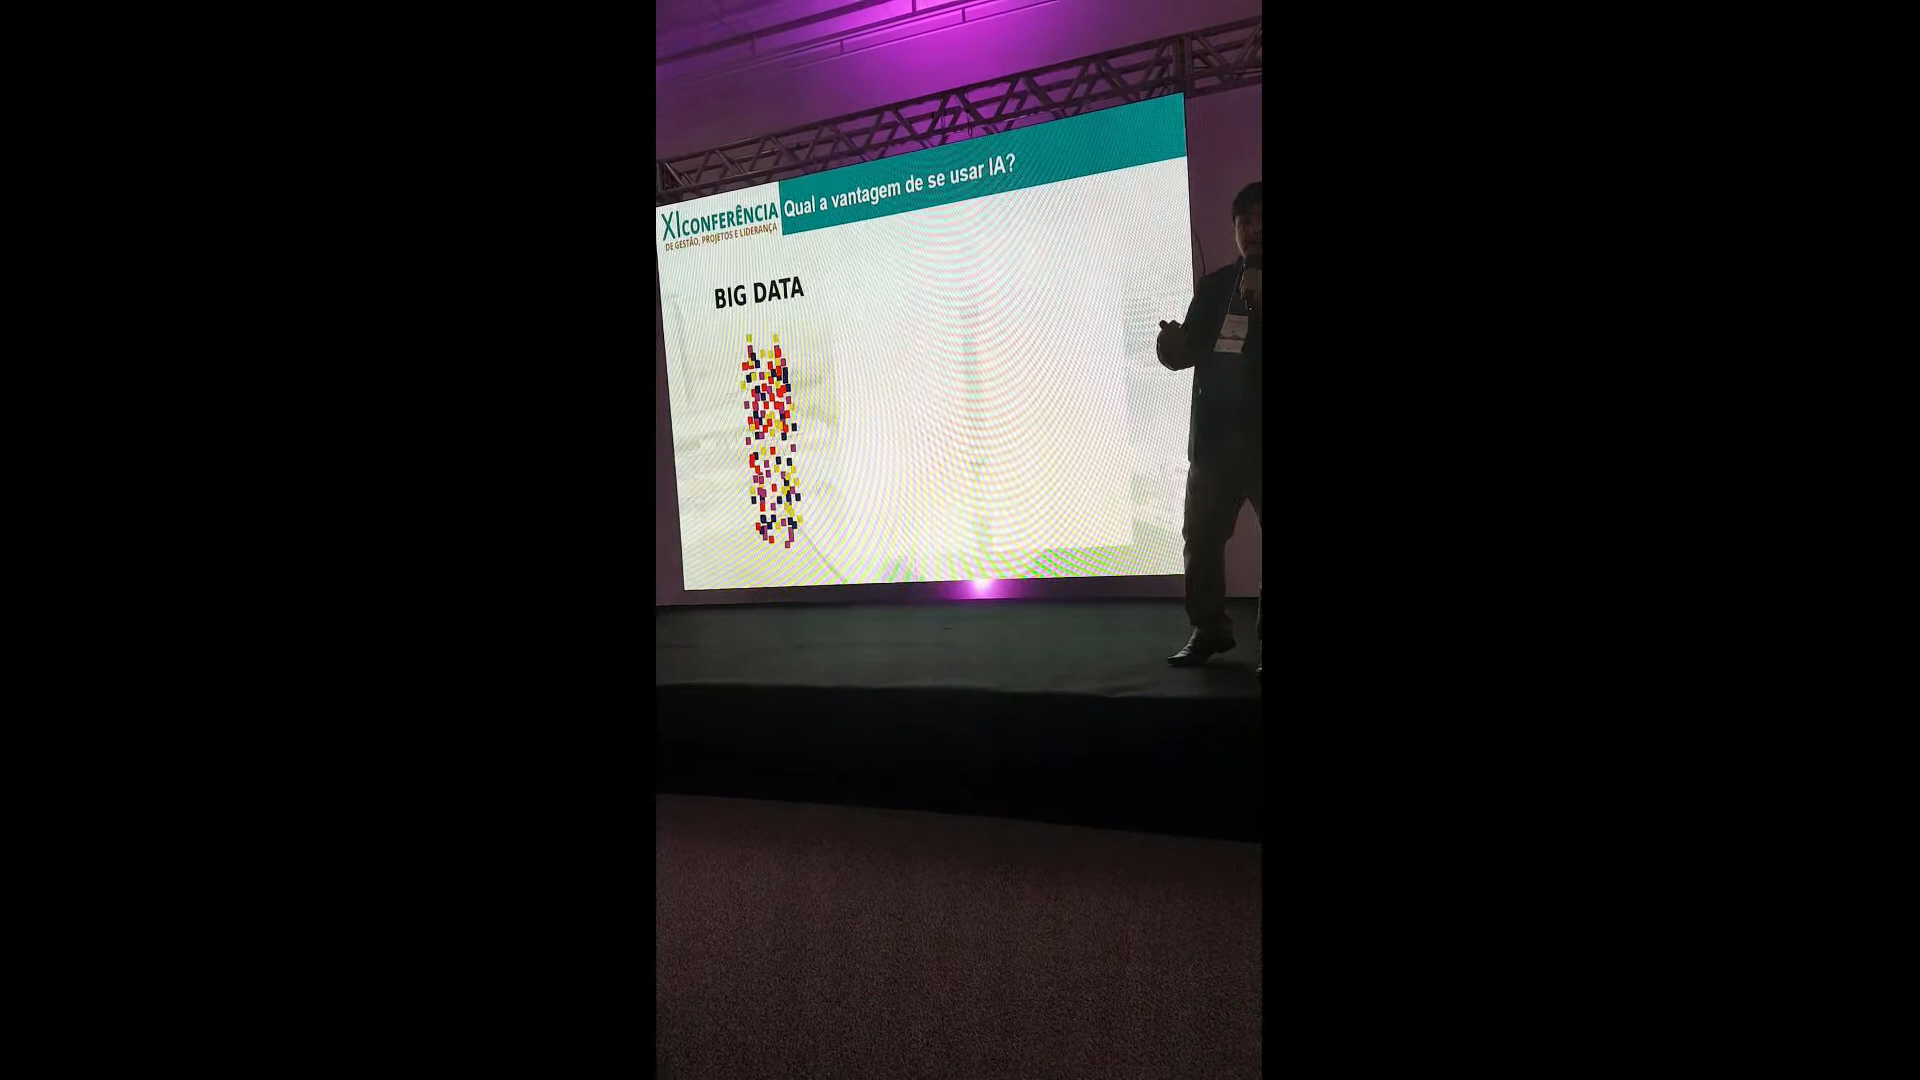 XI CONFERÊNCIA
DE GESTÃO, PROJETOS E LIDERANÇA
Qual a vantagem de se usar IA?
BIG DATA